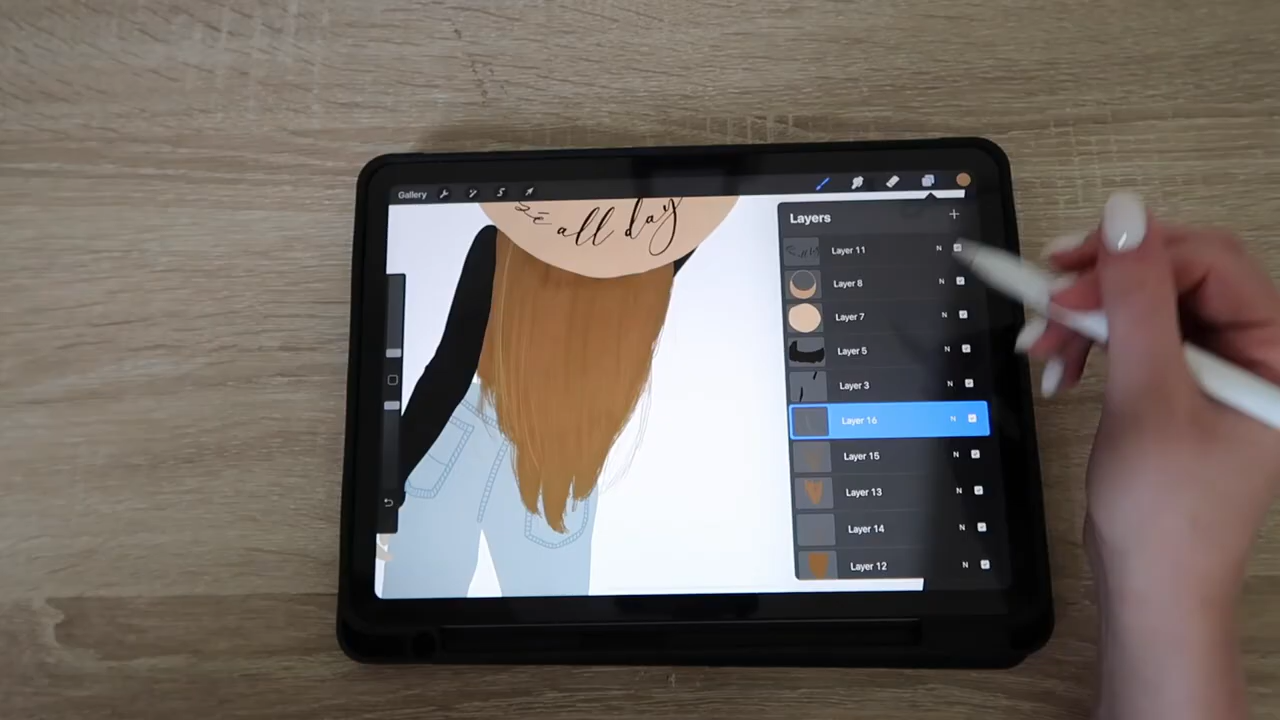 Gallery
sé all day
Layers
Layer 11 N
Layer 8 N
Layer 7 N
Layer 5 N
Layer 3 N
Layer 16 N
Layer 15 N
Layer 13 N
Layer 14 N
Layer 12 N